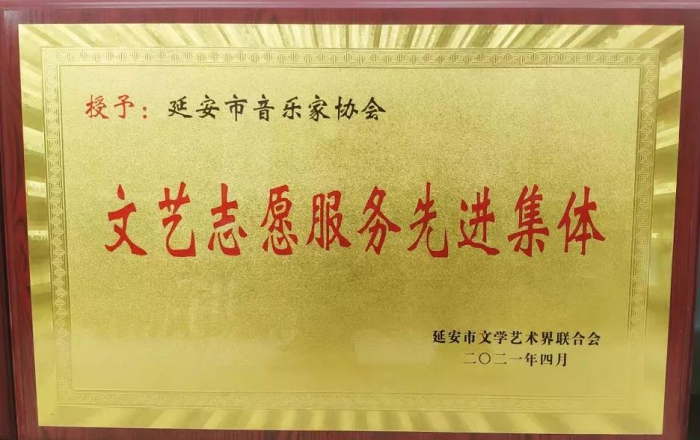 授予：延安市音乐家协会
文艺志愿服务先进集体
延安市文学艺术界联合会
二〇二一年四月